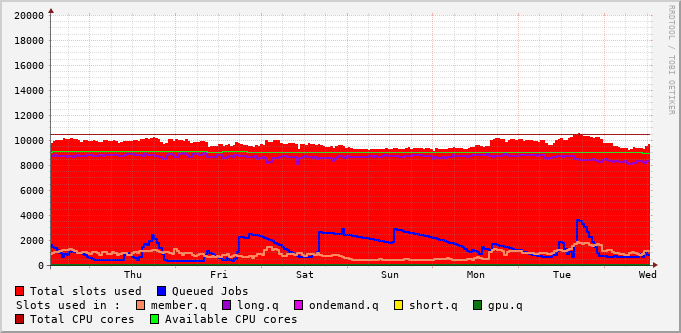 RRDTOOL / TOBI OETIKER
20000
18000
16000
14000
12000
10000
8000
6000
4000
2000
0
Thu Fri Sat Sun Mon Tue Wed
Total slots used Queued Jobs
Slots used in : member.q long.q ondemand.q short.q gpu.q
Total CPU cores Available CPU cores